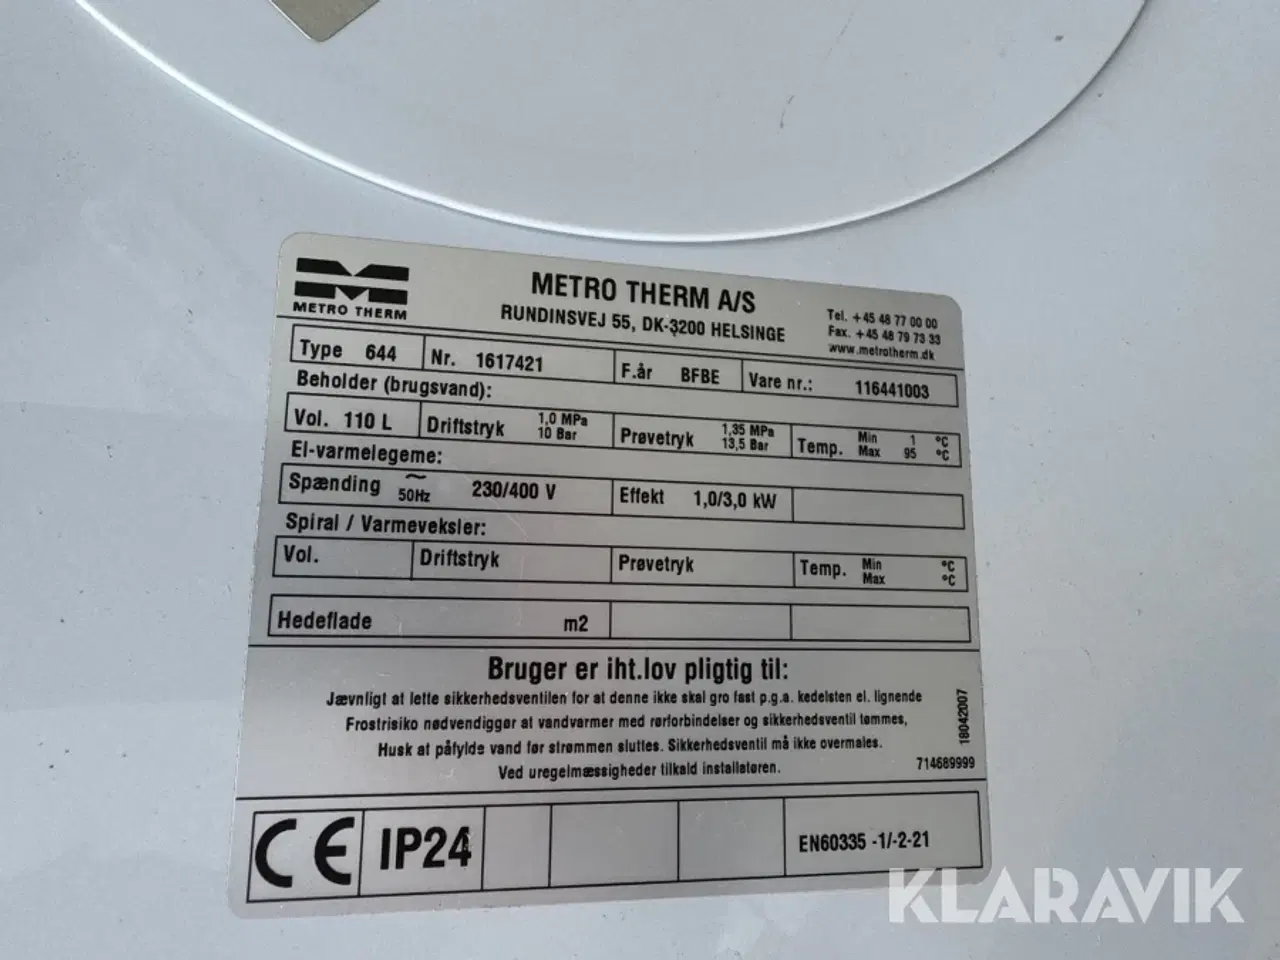 METRO THERM
METRO THERM A/S
RUNDINSVEJ 55, DK-3200 HELSINGE
Tel. +45 48 77 00 00
Fax. +45 48 79 73 33
www.metrotherm.dk
Type 644 Nr. 1617421 F.år BFBE Vare nr.: 116441003
Beholder (brugsvand):
Vol. 110 L Driftstryk 1,0 MPa 10 Bar Prøvetryk 1,35 MPa 13,5 Bar Temp. Min 1 °C Max 95 °C
El-varmelegeme:
Spænding ~ 50Hz 230/400 V Effekt 1,0/3,0 kW
Spiral / Varmeveksler:
Vol. Driftstryk Prøvetryk Temp. Min °C Max °C
Hedeflade m2
Bruger er iht.lov pligtig til:
Jævnligt at lette sikkerhedsventilen for at denne ikke skal gro fast p.g.a. kedelsten el. lignende
Frostrisiko nødvendiggør at vandvarmer med rørforbindelser og sikkerhedsventil tømmes,
Husk at påfylde vand før strømmen sluttes. Sikkerhedsventil må ikke overmales.
Ved uregelmæssigheder tilkald installatøren.
18042007
714689999
CE IP24 EN60335 -1/-2-21
KLARAVIK